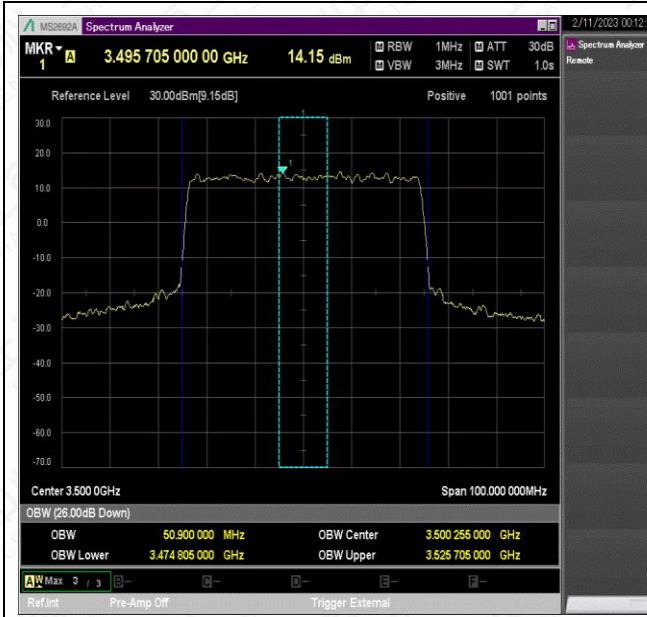 MS2692A Spectrum Analyzer
2/11/2023 00:12:
Spectrum Analyzer
Remote
MKR 1 A 3.495 705 000 00 GHz 14.15 dBm
M RBW 1MHz M ATT 30dB
M VBW 3MHz M SWT 1.0s
Reference Level 30.00dBm[9.15dB] Positive 1001 points
30.0
20.0
10.0
0.0
-10.0
-20.0
-30.0
-40.0
-50.0
-60.0
-70.0
1
Center 3.500 0GHz Span 100.000 000MHz
OBW (26.00dB Down)
OBW 50.900 000 MHz OBW Center 3.500 255 000 GHz
OBW Lower 3.474 805 000 GHz OBW Upper 3.525 705 000 GHz
A W Max 3 / 3 B- C- D- E- F-
Ref.Int Pre-Amp Off Trigger External